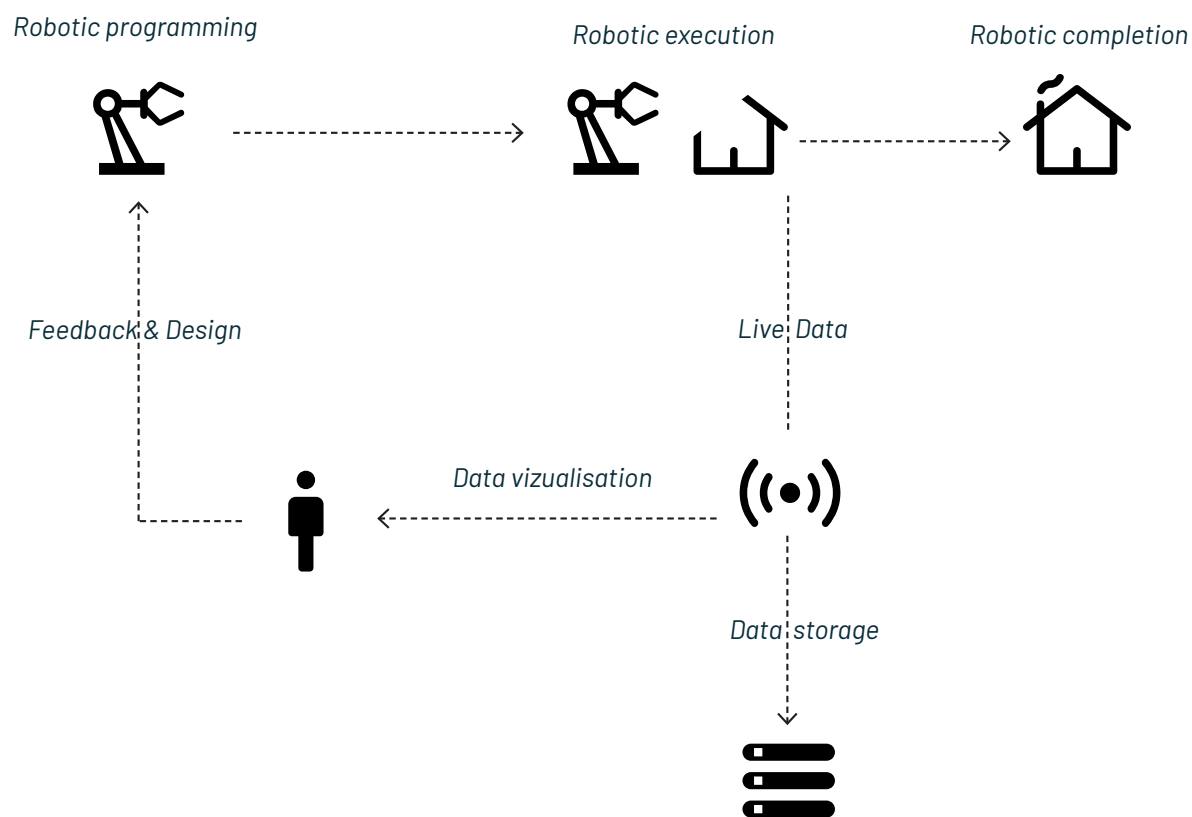 Robotic programming
Robotic execution
Robotic completion
Feedback & Design
Live Data
Data vizualisation
Data storage